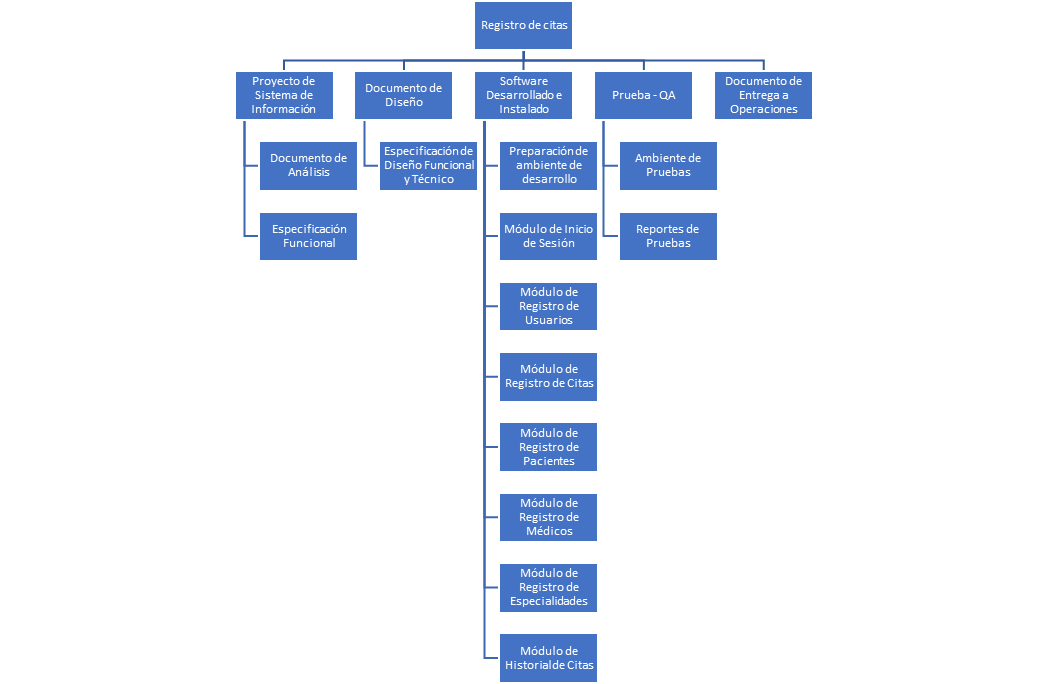 Registro de citas
Proyecto de
Sistema de
Información
Documento de
Diseño
Software
Desarrollado e
Instalado
Prueba - QA
Documento de
Entrega a
Operaciones
Documento de
Análisis
Especificación
Funcional
Especificación de
Diseño Funcional
y Técnico
Preparación de
ambiente de
desarrollo
Módulo de Inicio
de Sesión
Módulo de
Registro de
Usuarios
Módulo de
Registro de Citas
Módulo de
Registro de
Pacientes
Módulo de
Registro de
Médicos
Módulo de
Registro de
Especialidades
Módulo de
Historialde Citas
Ambiente de
Pruebas
Reportes de
Pruebas